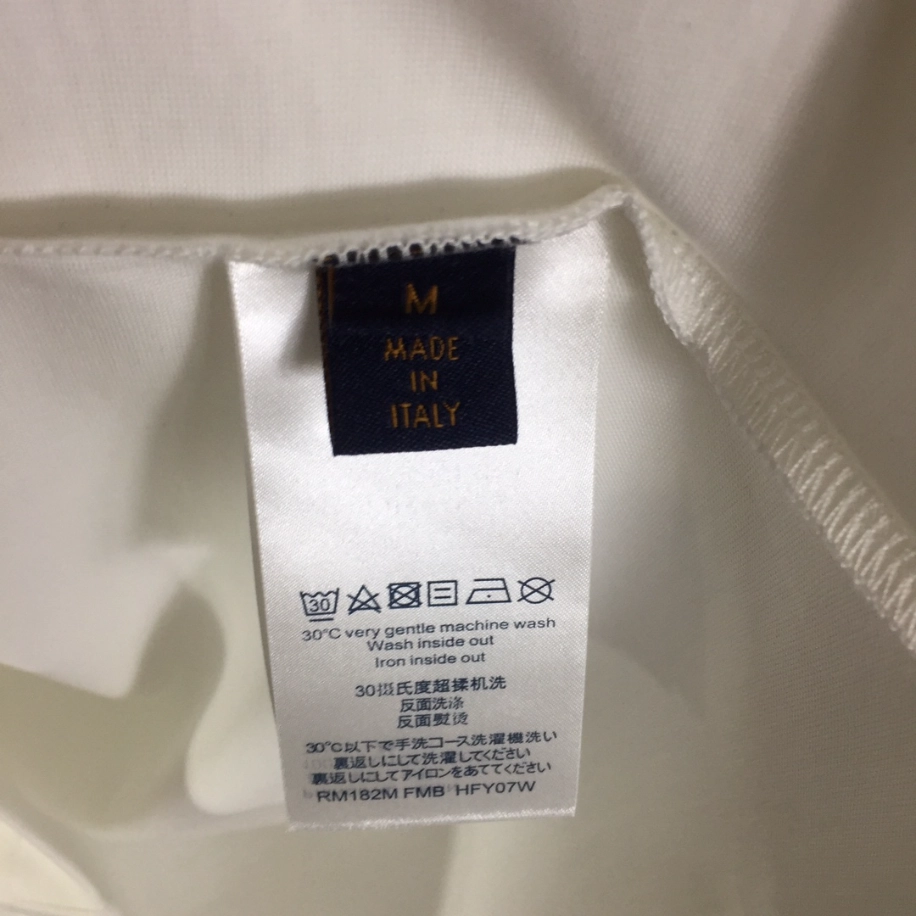 M
MADE
IN
ITALY
30
30°C very gentle machine wash
Wash inside out
Iron inside out
30摄氏度超揉机洗
反面洗涤
反面熨烫
30°C以下で手洗コース洗濯機洗い
裏返しにして洗濯してください
裏返しにしてアイロンをあててください
RM182M FMB HFY07W